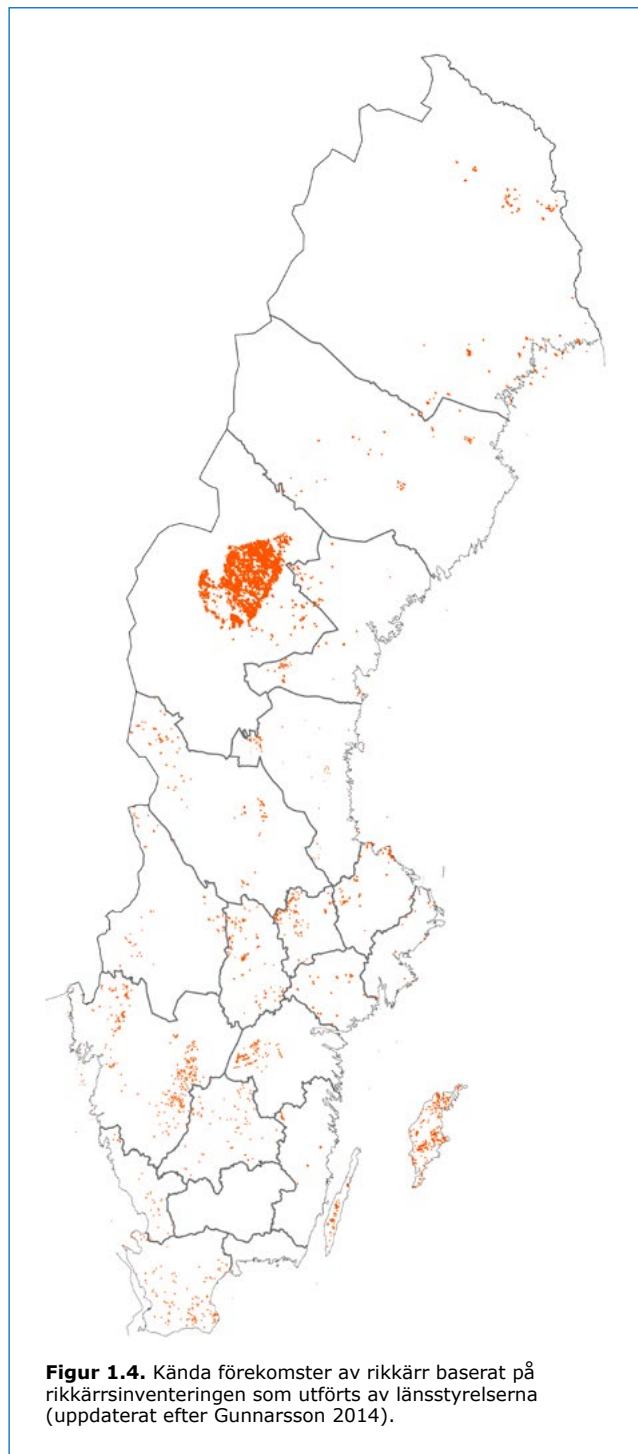 Figur 1.4. Kända förekomster av rikkärr baserat på
rikkärrsinventeringen som utförts av länsstyrelserna
(uppdaterat efter Gunnarsson 2014).